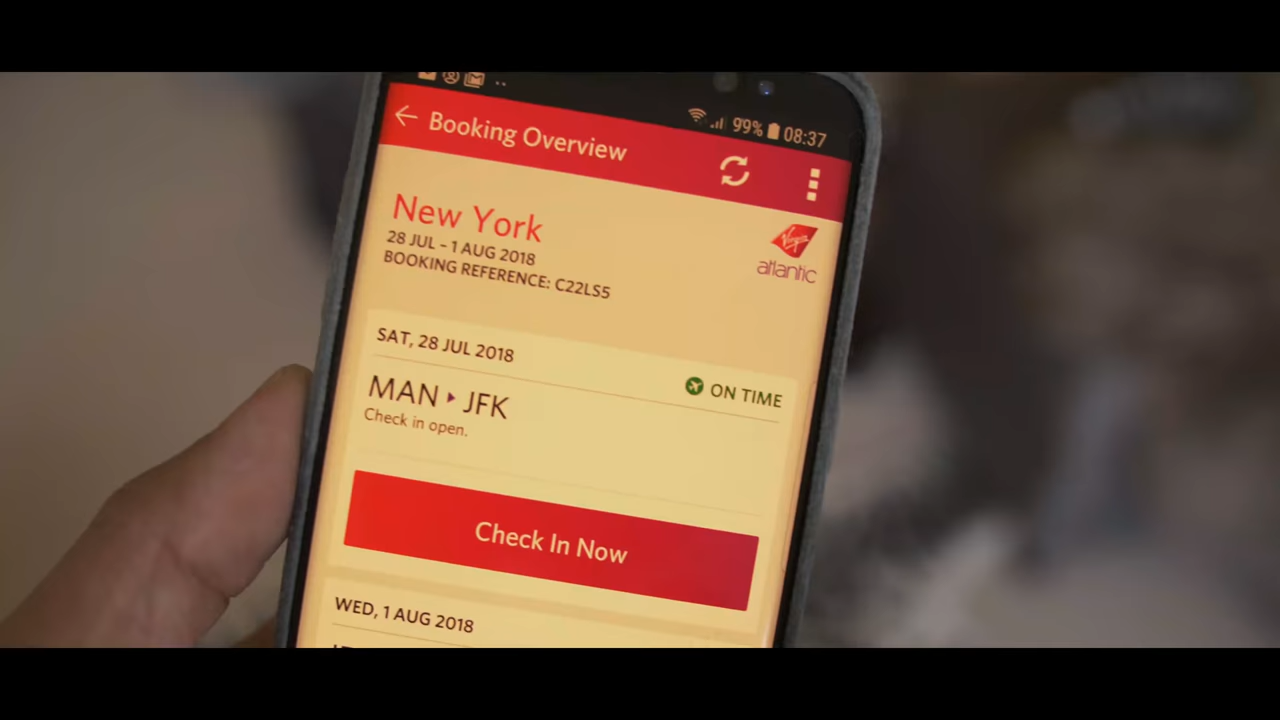 99% 08:37
Booking Overview
New York
28 JUL - 1 AUG 2018
BOOKING REFERENCE: C22LS5
Virgin
atlantic
SAT, 28 JUL 2018
ON TIME
MAN JFK
Check in open.
Check In Now
WED, 1 AUG 2018